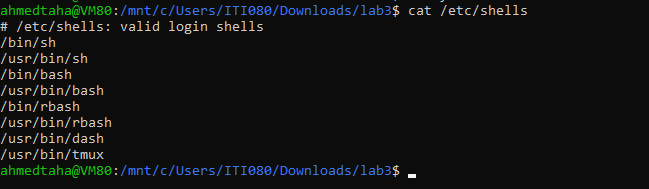 ahmedtaha@VM80:/mnt/c/Users/ITI080/Downloads/lab3$ cat /etc/shells
# /etc/shells: valid login shells
/bin/sh
/usr/bin/sh
/bin/bash
/usr/bin/bash
/bin/rbash
/usr/bin/rbash
/usr/bin/dash
/usr/bin/tmux
ahmedtaha@VM80:/mnt/c/Users/ITI080/Downloads/lab3$